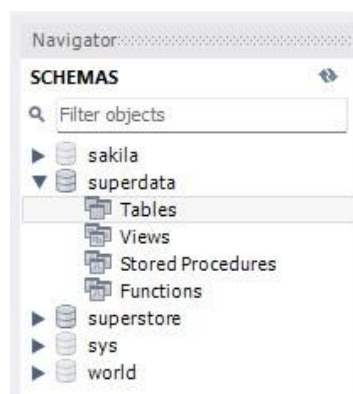 Navigator
SCHEMAS
Filter objects
sakila
superdata
Tables
Views
Stored Procedures
Functions
superstore
sys
world